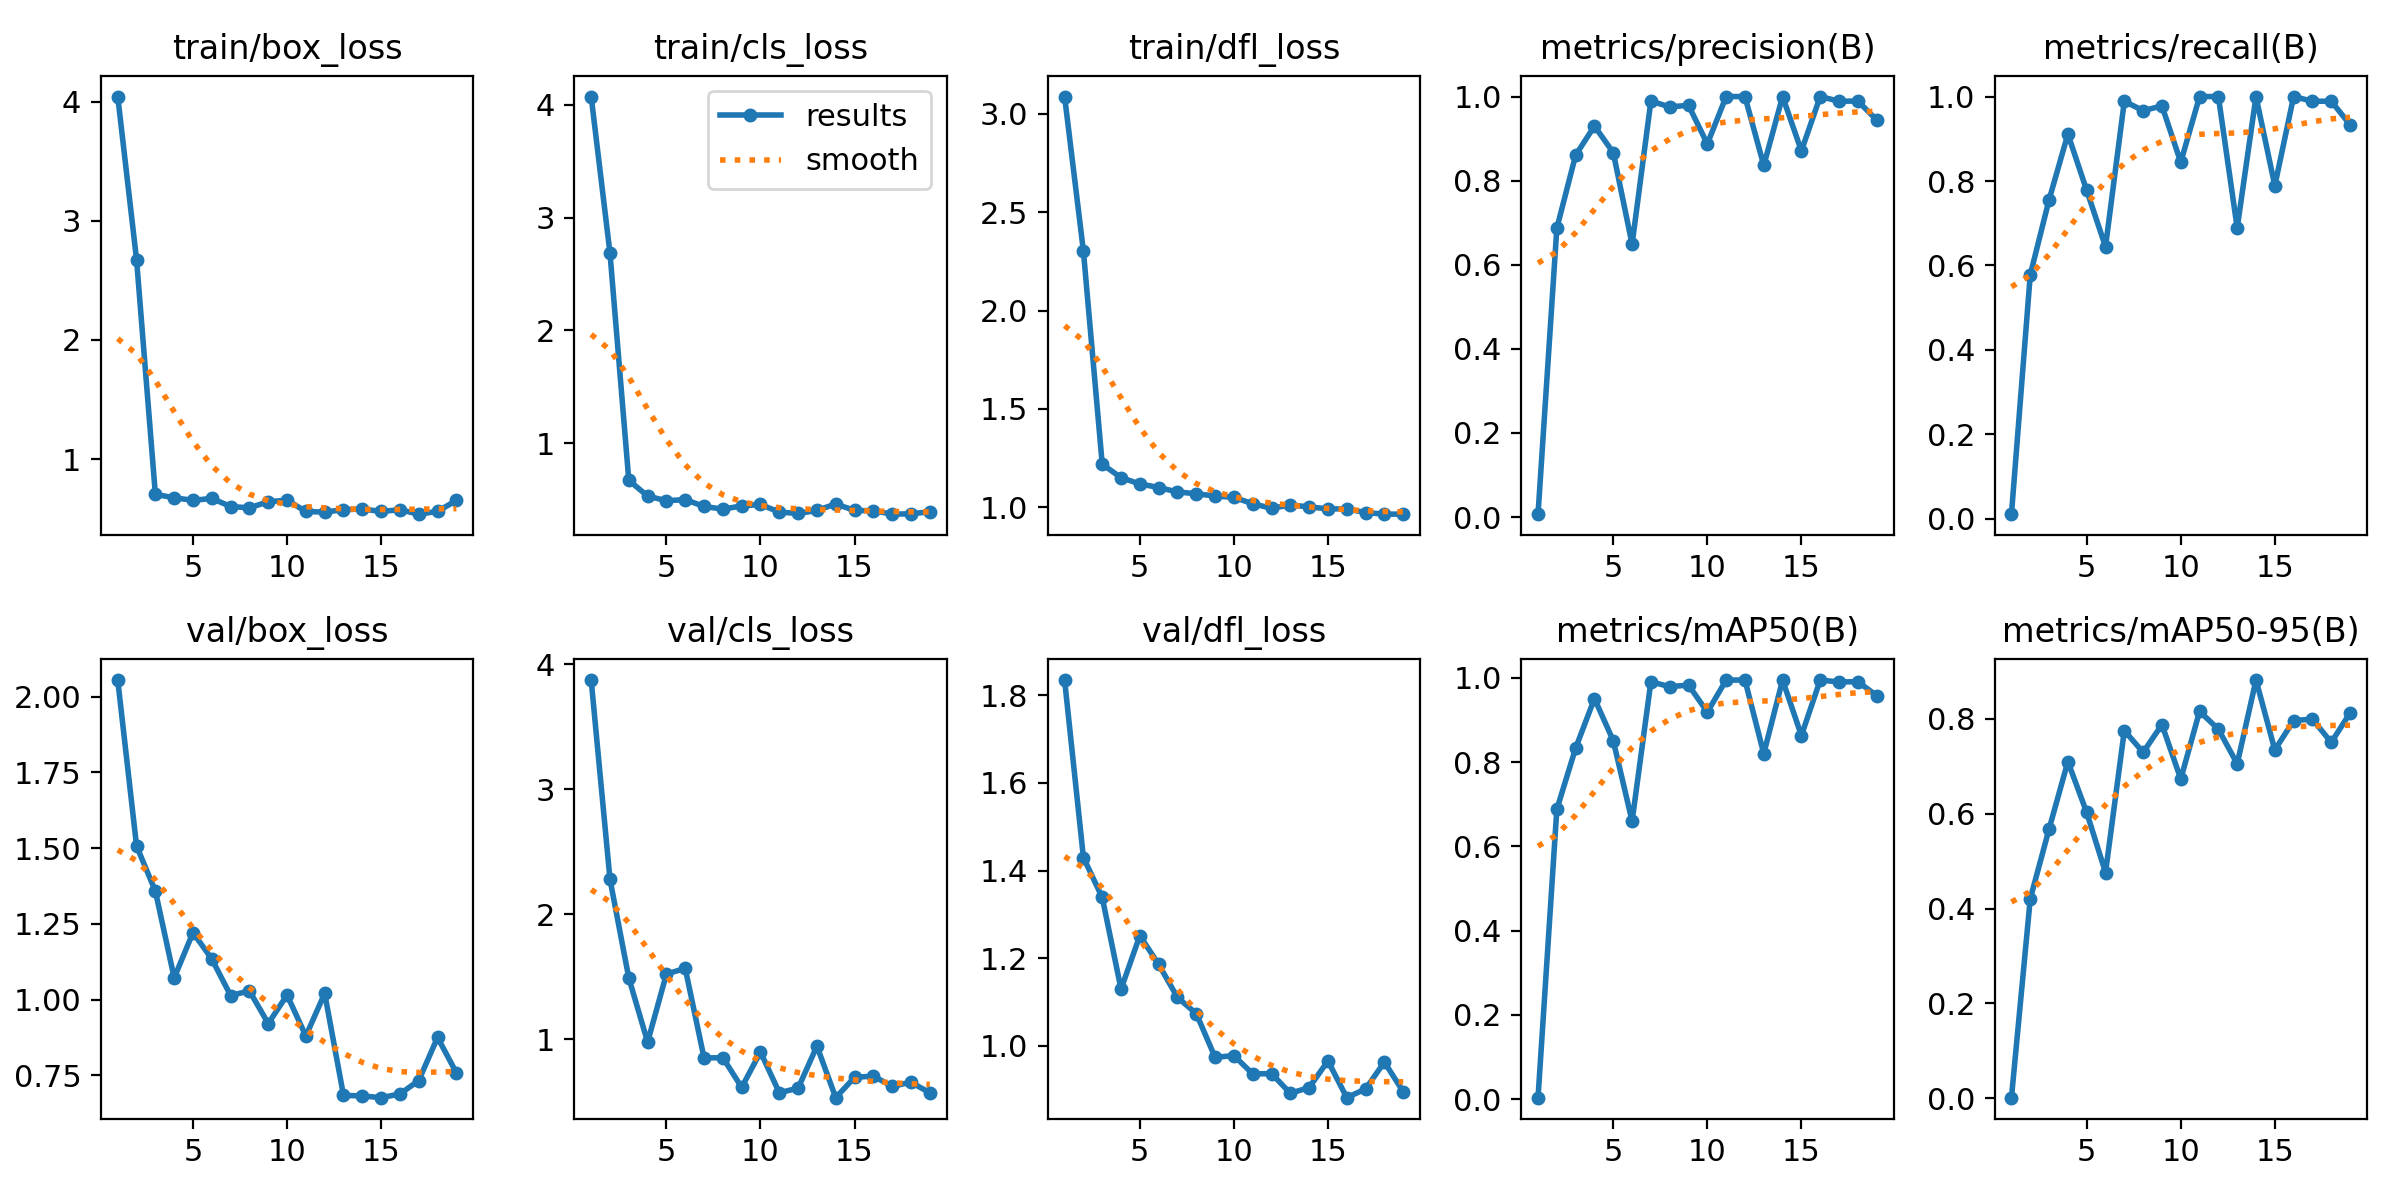 train/box_loss
4
3
2
1
5 10 15
train/cls_loss
results
smooth
4
3
2
1
5 10 15
train/dfl_loss
3.0
2.5
2.0
1.5
1.0
5 10 15
metrics/precision(B)
1.0
0.8
0.6
0.4
0.2
0.0
5 10 15
metrics/recall(B)
1.0
0.8
0.6
0.4
0.2
0.0
5 10 15
val/box_loss
2.00
1.75
1.50
1.25
1.00
0.75
5 10 15
val/cls_loss
4
3
2
1
5 10 15
val/dfl_loss
1.8
1.6
1.4
1.2
1.0
5 10 15
metrics/mAP50(B)
1.0
0.8
0.6
0.4
0.2
0.0
5 10 15
metrics/mAP50-95(B)
0.8
0.6
0.4
0.2
0.0
5 10 15